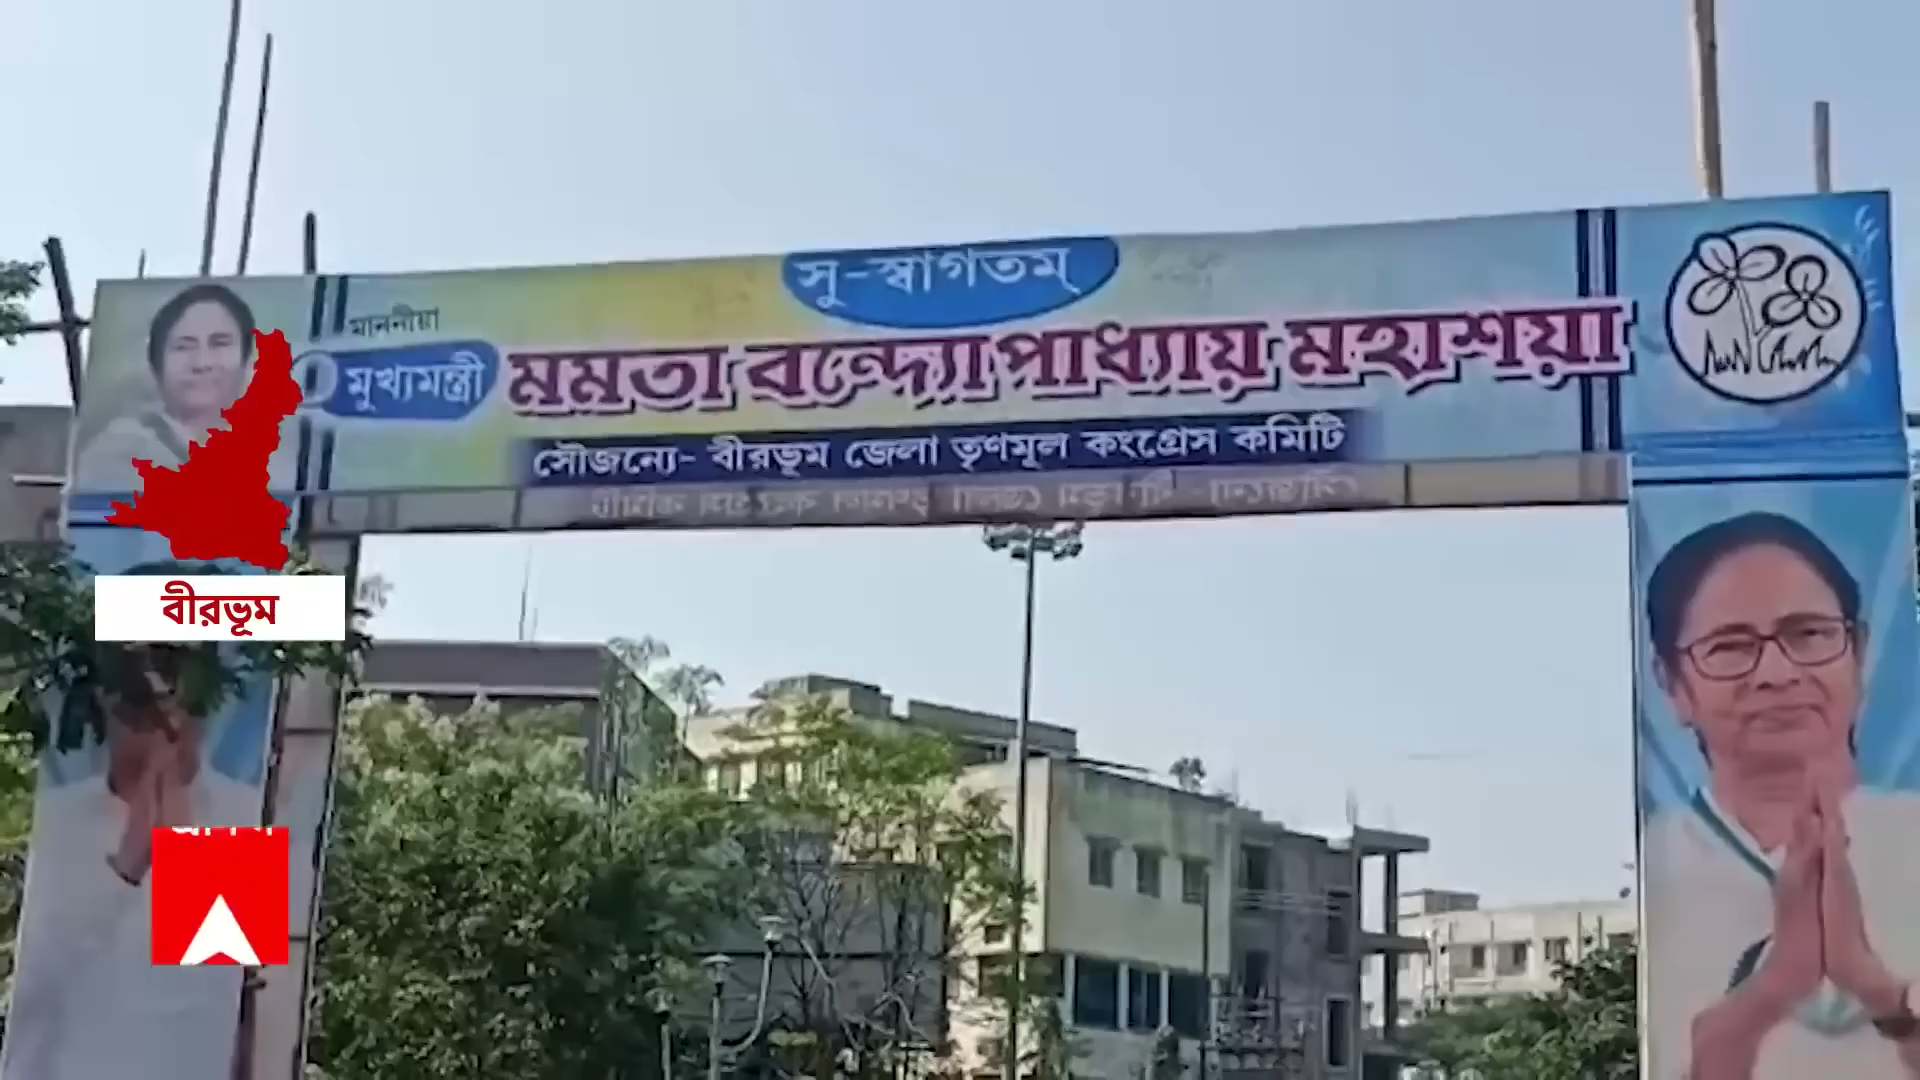 সু-স্বাগতম্
মাননীয়া
মুখ্যমন্ত্রী মমতা বন্দ্যোপাধ্যায় মহাশয়া
সৌজন্যে- বীরভূম জেলা তৃণমূল কংগ্রেস কমিটি
বীরভূম